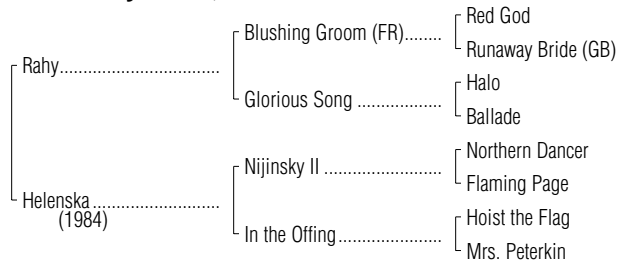 Red God
Blushing Groom (FR)........
Runaway Bride (GB)
Rahy.................................
Halo
Glorious Song .................
Ballade
Northern Dancer
Nijinsky II ........................
Flaming Page
Helenska..........................
(1984)
Hoist the Flag
In the Offing.....................
Mrs. Peterkin